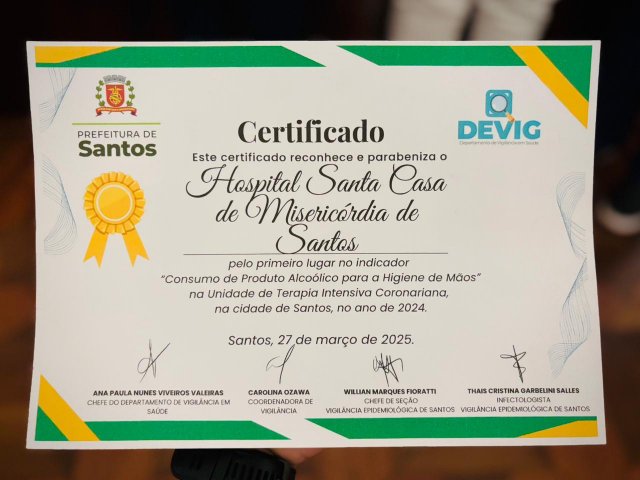 PREFEITURA DE
Santos
DEVIG
Departamento de Vigilância em Saúde
Certificado
Este certificado reconhece e parabeniza o
Hospital Santa Casa
de Misericórdia de
Santos
pelo primeiro lugar no indicador
“Consumo de Produto Alcoólico para a Higiene de Mãos”
na Unidade de Terapia Intensiva Coronariana,
na cidade de Santos, no ano de 2024.
Santos, 27 de março de 2025.
ANA PAULA NUNES VIVEIROS VALEIRAS
CHEFE DO DEPARTAMENTO DE VIGILÂNCIA EM
SAÚDE
CAROLINA OZAWA
COORDENADORA DE
VIGILÂNCIA
WILLIAN MARQUES FIORATTI
CHEFE DE SEÇÃO
VIGILÂNCIA EPIDEMIOLÓGICA DE SANTOS
THAIS CRISTINA GARBELINI SALLES
INFECTOLOGISTA
VIGILÂNCIA EPIDEMIOLÓGICA DE SANTOS